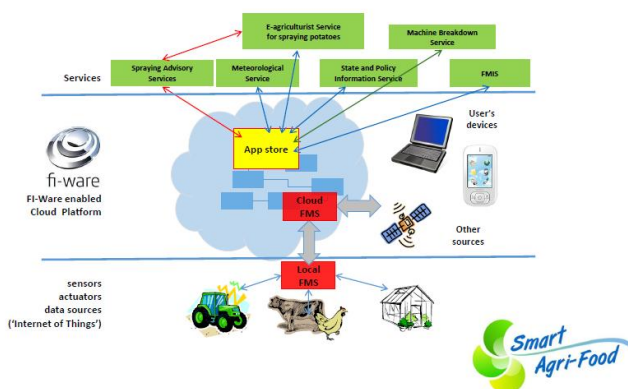 E-agriculturist Service
for spraying potatoes
Machine Breakdown
Service
Services
Spraying Advisory
Services
Meteorological
Service
State and Policy
Information Service
FMIS
User's
devices
App store
fi-ware
FI-Ware enabled
Cloud Platform
Cloud
FMS
Other
sources
Local
FMS
sensors
actuators
data sources
('Internet of Things')
Smart
Agri-Food